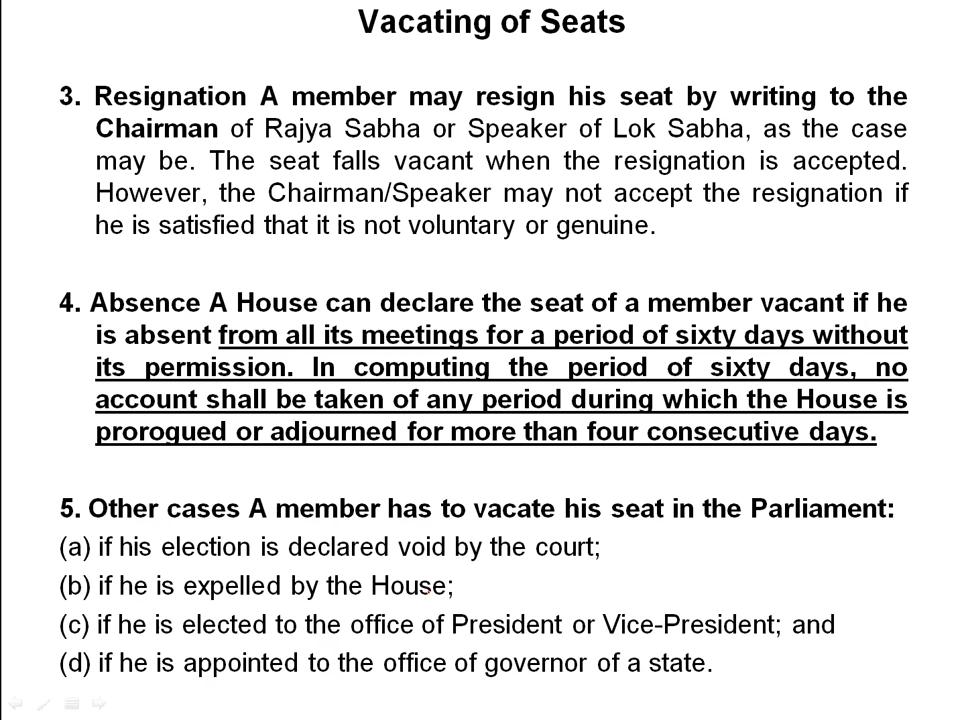 Vacating of Seats
3. Resignation A member may resign his seat by writing to the
Chairman of Rajya Sabha or Speaker of Lok Sabha, as the case
may be. The seat falls vacant when the resignation is accepted.
However, the Chairman/Speaker may not accept the resignation if
he is satisfied that it is not voluntary or genuine.
4. Absence A House can declare the seat of a member vacant if he
is absent from all its meetings for a period of sixty days without
its permission. In computing the period of sixty days, no
account shall be taken of any period during which the House is
prorogued or adjourned for more than four consecutive days.
5. Other cases A member has to vacate his seat in the Parliament:
(a) if his election is declared void by the court;
(b) if he is expelled by the House;
(c) if he is elected to the office of President or Vice-President; and
(d) if he is appointed to the office of governor of a state.